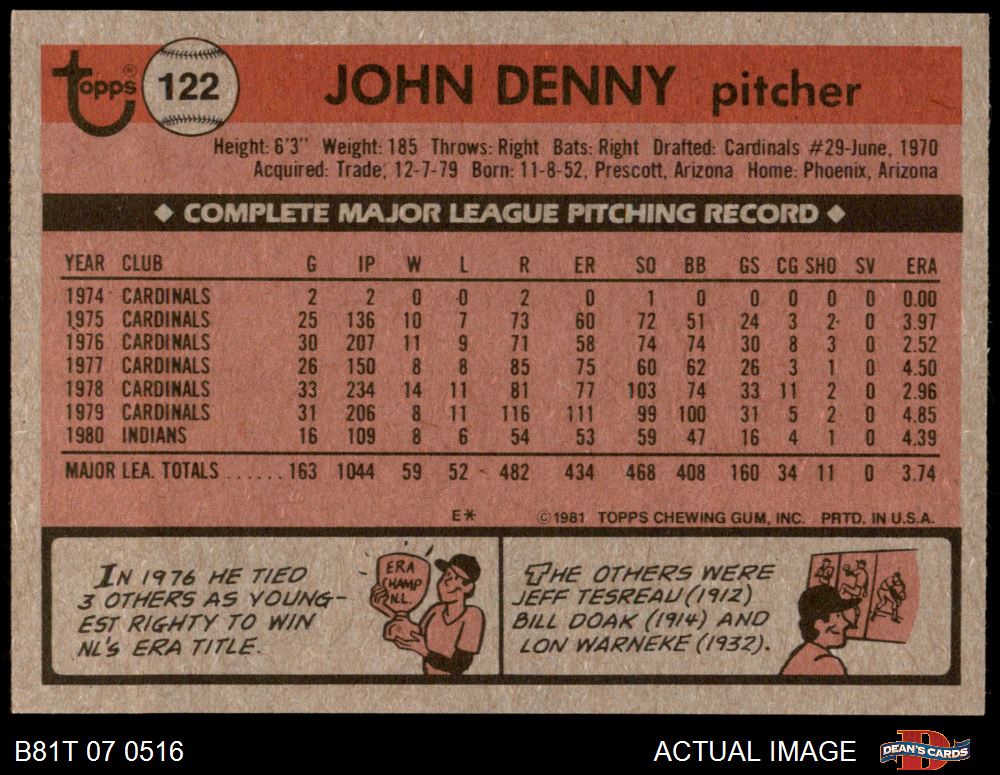 topps® 122 JOHN DENNY pitcher
Height: 6'3" Weight: 185 Throws: Right Bats: Right Drafted: Cardinals #29-June, 1970
Acquired: Trade, 12-7-79 Born: 11-8-52, Prescott, Arizona Home: Phoenix, Arizona
◆ COMPLETE MAJOR LEAGUE PITCHING RECORD ◆
YEAR CLUB G IP W L R ER SO BB GS CG SHO SV ERA
1974 CARDINALS 2 2 0 0 2 0 1 0 0 0 0 0 0.00
1975 CARDINALS 25 136 10 7 73 60 72 51 24 3 2 0 3.97
1976 CARDINALS 30 207 11 9 71 58 74 74 30 8 3 0 2.52
1977 CARDINALS 26 150 8 8 85 75 60 62 26 3 1 0 4.50
1978 CARDINALS 33 234 14 11 81 77 103 74 33 11 2 0 2.96
1979 CARDINALS 31 206 8 11 116 111 99 100 31 5 2 0 4.85
1980 INDIANS 16 109 8 6 54 53 59 47 16 4 1 0 4.39
MAJOR LEA. TOTALS ...... 163 1044 59 52 482 434 468 408 160 34 11 0 3.74
E* ©1981 TOPPS CHEWING GUM, INC. PRTD. IN U.S.A.
IN 1976 HE TIED
3 OTHERS AS YOUNG-
EST RIGHTY TO WIN
NL'S ERA TITLE.
ERA
CHAMP
N.L.
THE OTHERS WERE
JEFF TESREAU (1912)
BILL DOAK (1914) AND
LON WARNEKE (1932).
B81T 07 0516 ACTUAL IMAGE DEAN'S CARDS